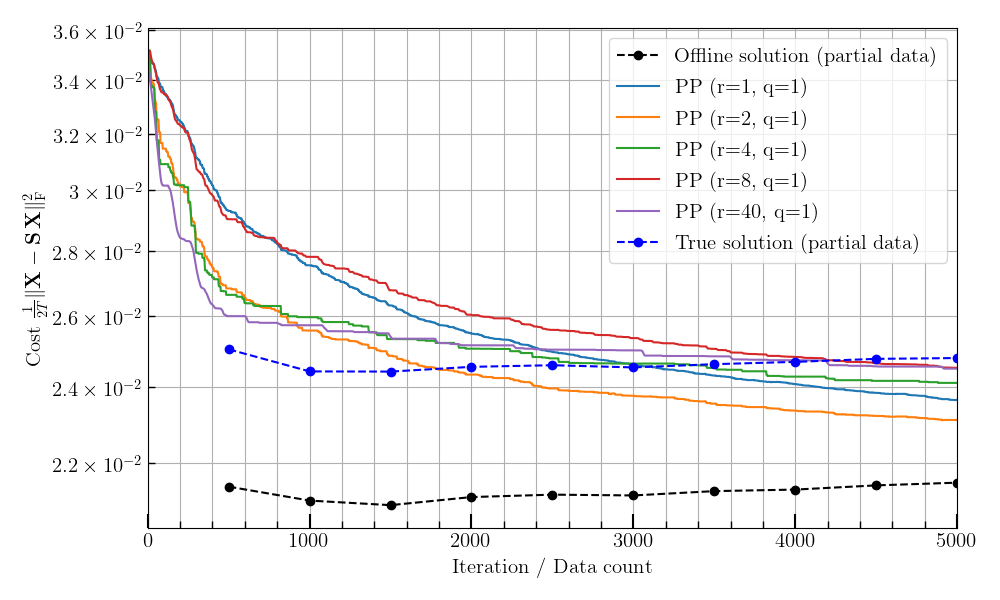 3.6 × 10⁻²
3.4 × 10⁻²
3.2 × 10⁻²
3 × 10⁻²
2.8 × 10⁻²
2.6 × 10⁻²
2.4 × 10⁻²
2.2 × 10⁻²
Cost 1/2T ||X − S X||²_F
Offline solution (partial data)
PP (r=1, q=1)
PP (r=2, q=1)
PP (r=4, q=1)
PP (r=8, q=1)
PP (r=40, q=1)
True solution (partial data)
0 1000 2000 3000 4000 5000
Iteration / Data count